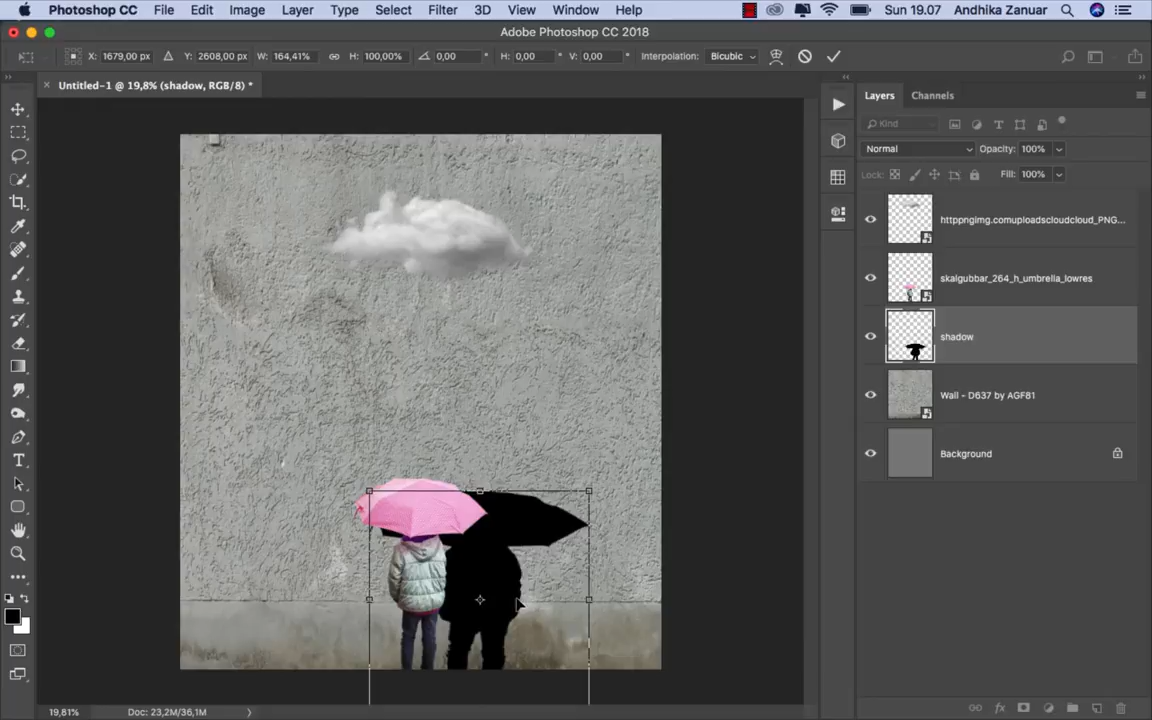 Photoshop CC File Edit Image Layer Type Select Filter 3D View Window Help Sun 19.07 Andhika Zanuar
Adobe Photoshop CC 2018
X: 1679,00 px Y: 2608,00 px W: 164,41% H: 100,00% 0,00 H: 0,00 V: 0,00 Interpolation: Bicubic
Untitled-1 @ 19,8% (shadow, RGB/8) *
Layers Channels
Kind
Normal Opacity: 100%
Lock: Fill: 100%
httppngimg.comuploadscloudcloud_PNG...
skalgubbar_264_h_umbrella_lowres
shadow
Wall - D637 by AGF81
Background
19,81% Doc: 23,2M/36,1M